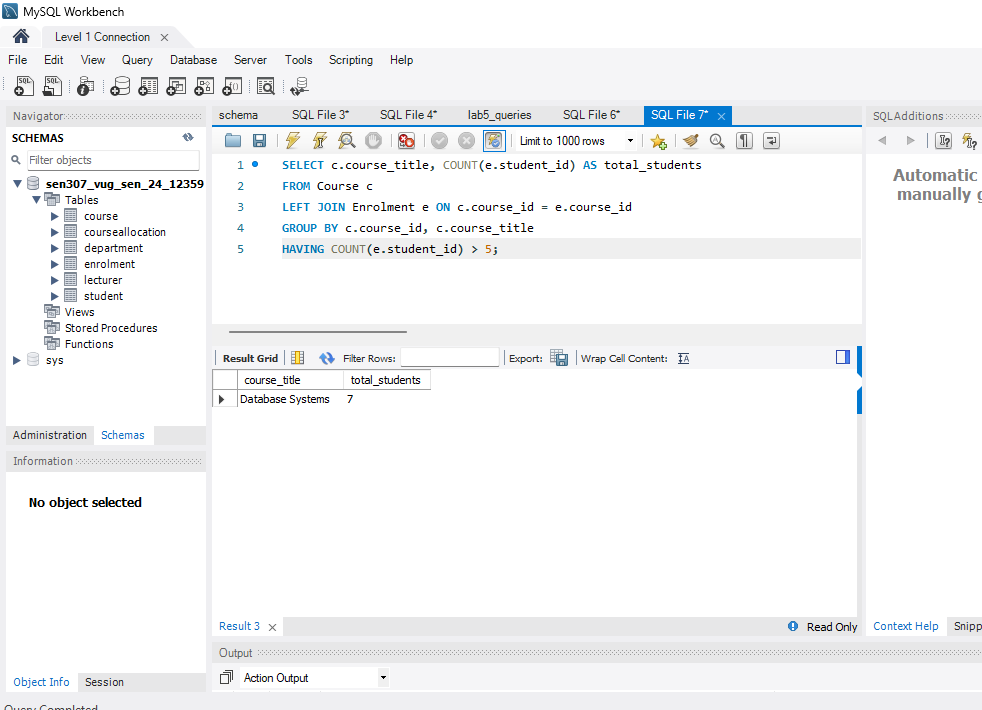 MySQL Workbench
Level 1 Connection
File Edit View Query Database Server Tools Scripting Help
Navigator
SCHEMAS
Filter objects
sen307_vug_sen_24_12359
Tables
course
courseallocation
department
enrolment
lecturer
student
Views
Stored Procedures
Functions
sys
Administration Schemas
Information
No object selected
Object Info Session
schema SQL File 3* SQL File 4* lab5_queries SQL File 6* SQL File 7*
Limit to 1000 rows
1 SELECT c.course_title, COUNT(e.student_id) AS total_students
2 FROM Course c
3 LEFT JOIN Enrolment e ON c.course_id = e.course_id
4 GROUP BY c.course_id, c.course_title
5 HAVING COUNT(e.student_id) > 5;
Result Grid Filter Rows: Export: Wrap Cell Content:
course_title total_students
Database Systems 7
Result 3 Read Only
Output
Action Output
SQLAdditions
Automatic
manually g
Context Help Snipp
Query Completed